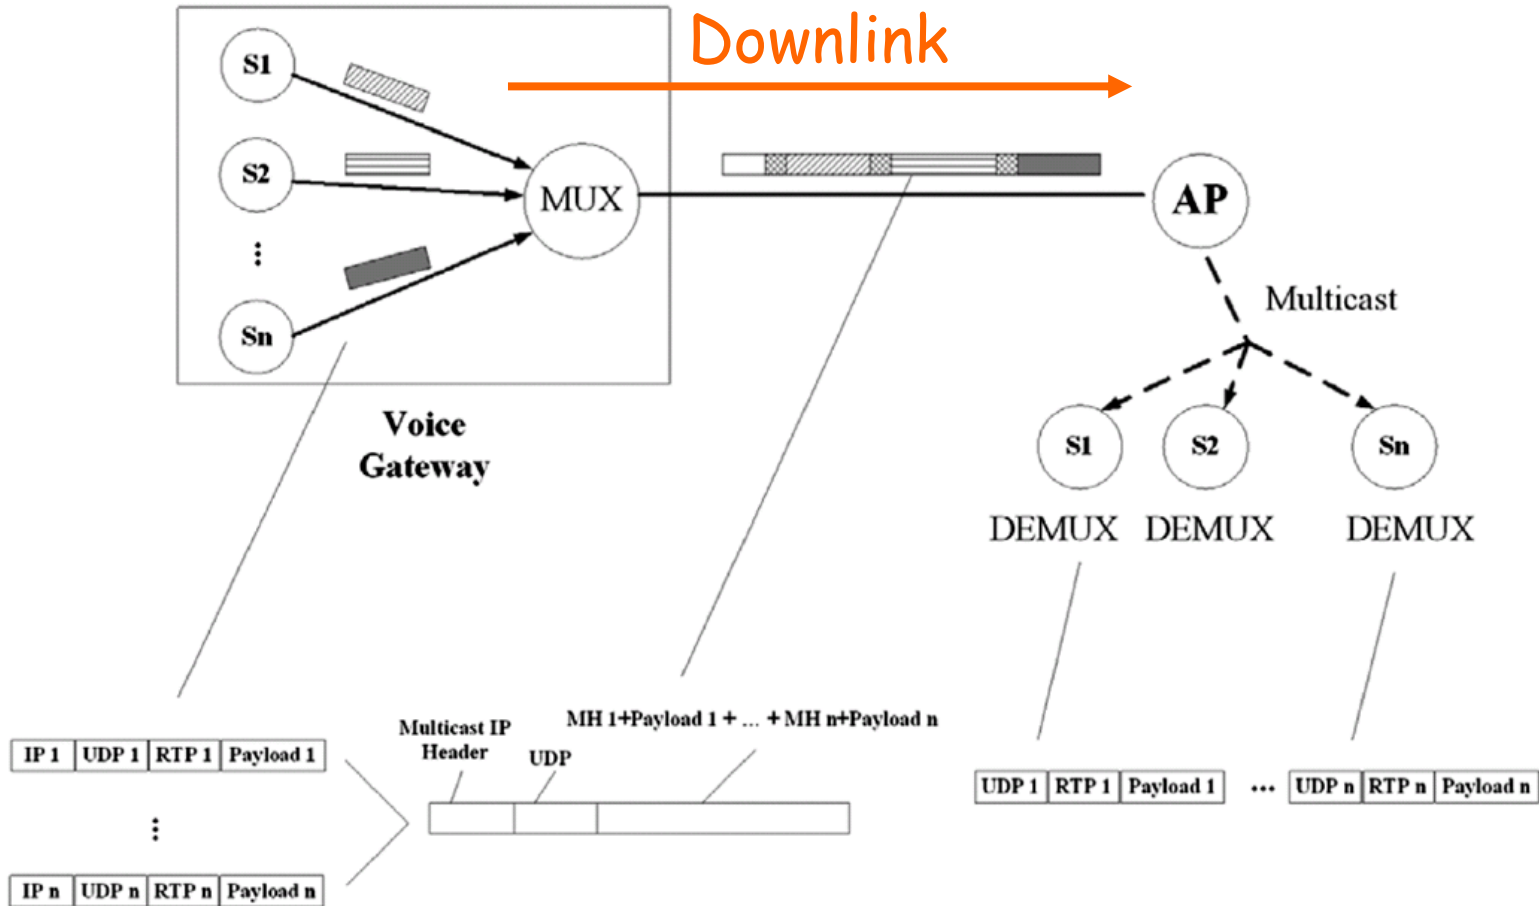 Downlink
S1
S2
Sn
MUX
AP
Multicast
Voice
Gateway
S1
S2
Sn
DEMUX
DEMUX
DEMUX
MH 1+Payload 1 + ... + MH n+Payload n
Multicast IP
Header
UDP
IP 1 UDP 1 RTP 1 Payload 1
UDP 1 RTP 1 Payload 1 ... UDP n RTP n Payload n
IP n UDP n RTP n Payload n